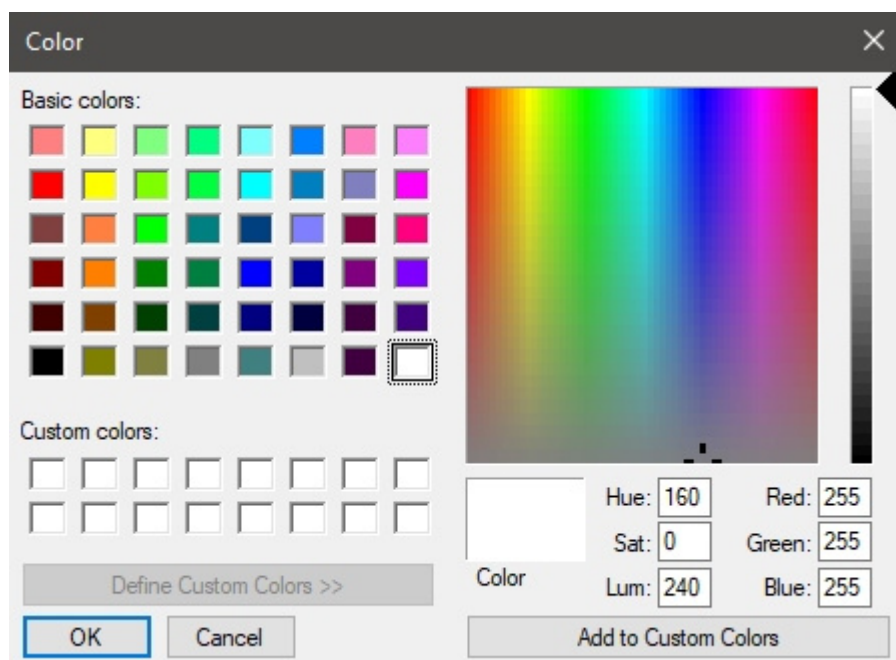 Color
Basic colors:
Custom colors:
Define Custom Colors >>
OK Cancel
Color
Hue: 160 Red: 255
Sat: 0 Green: 255
Lum: 240 Blue: 255
Add to Custom Colors